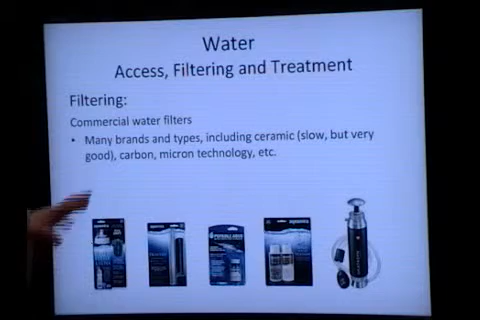 Water
Access, Filtering and Treatment
Filtering:
Commercial water filters
• Many brands and types, including ceramic (slow, but very
good), carbon, micron technology, etc.